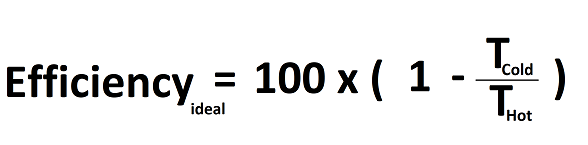 Efficiency ideal = 100 x ( 1 - T Cold / T Hot )